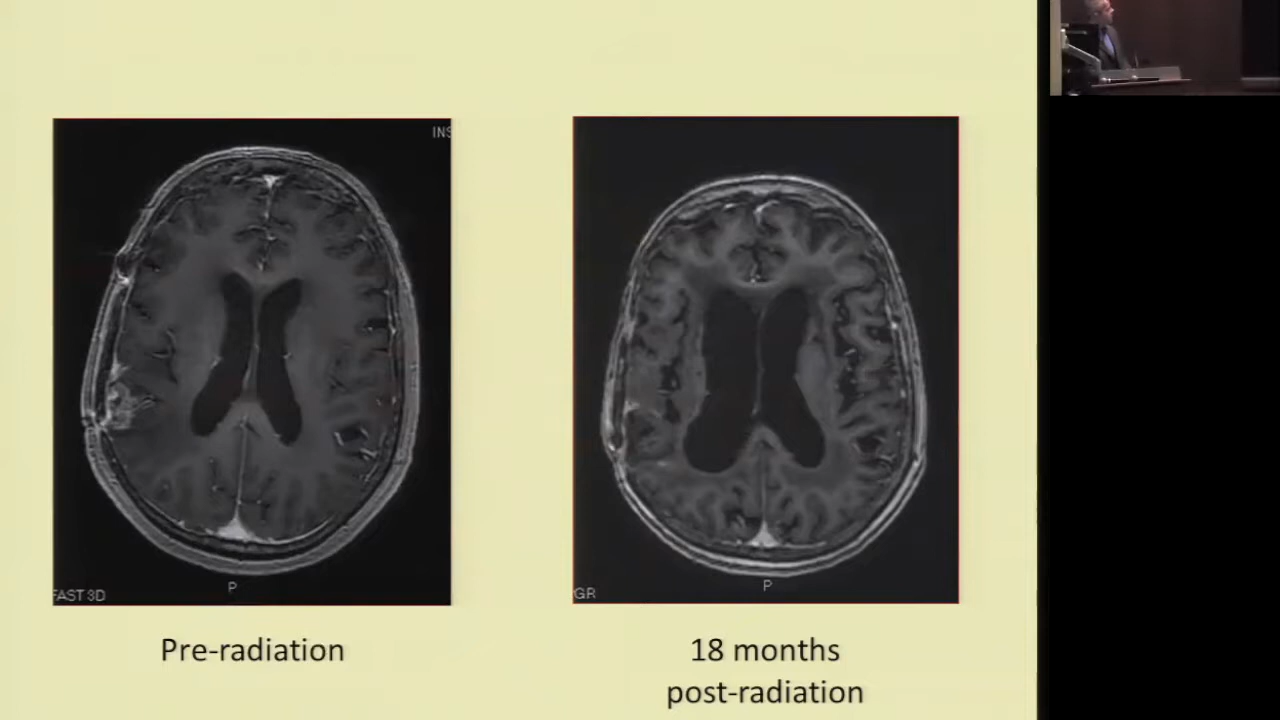 INS
FAST 3D
P
GR
P
Pre-radiation
18 months
post-radiation